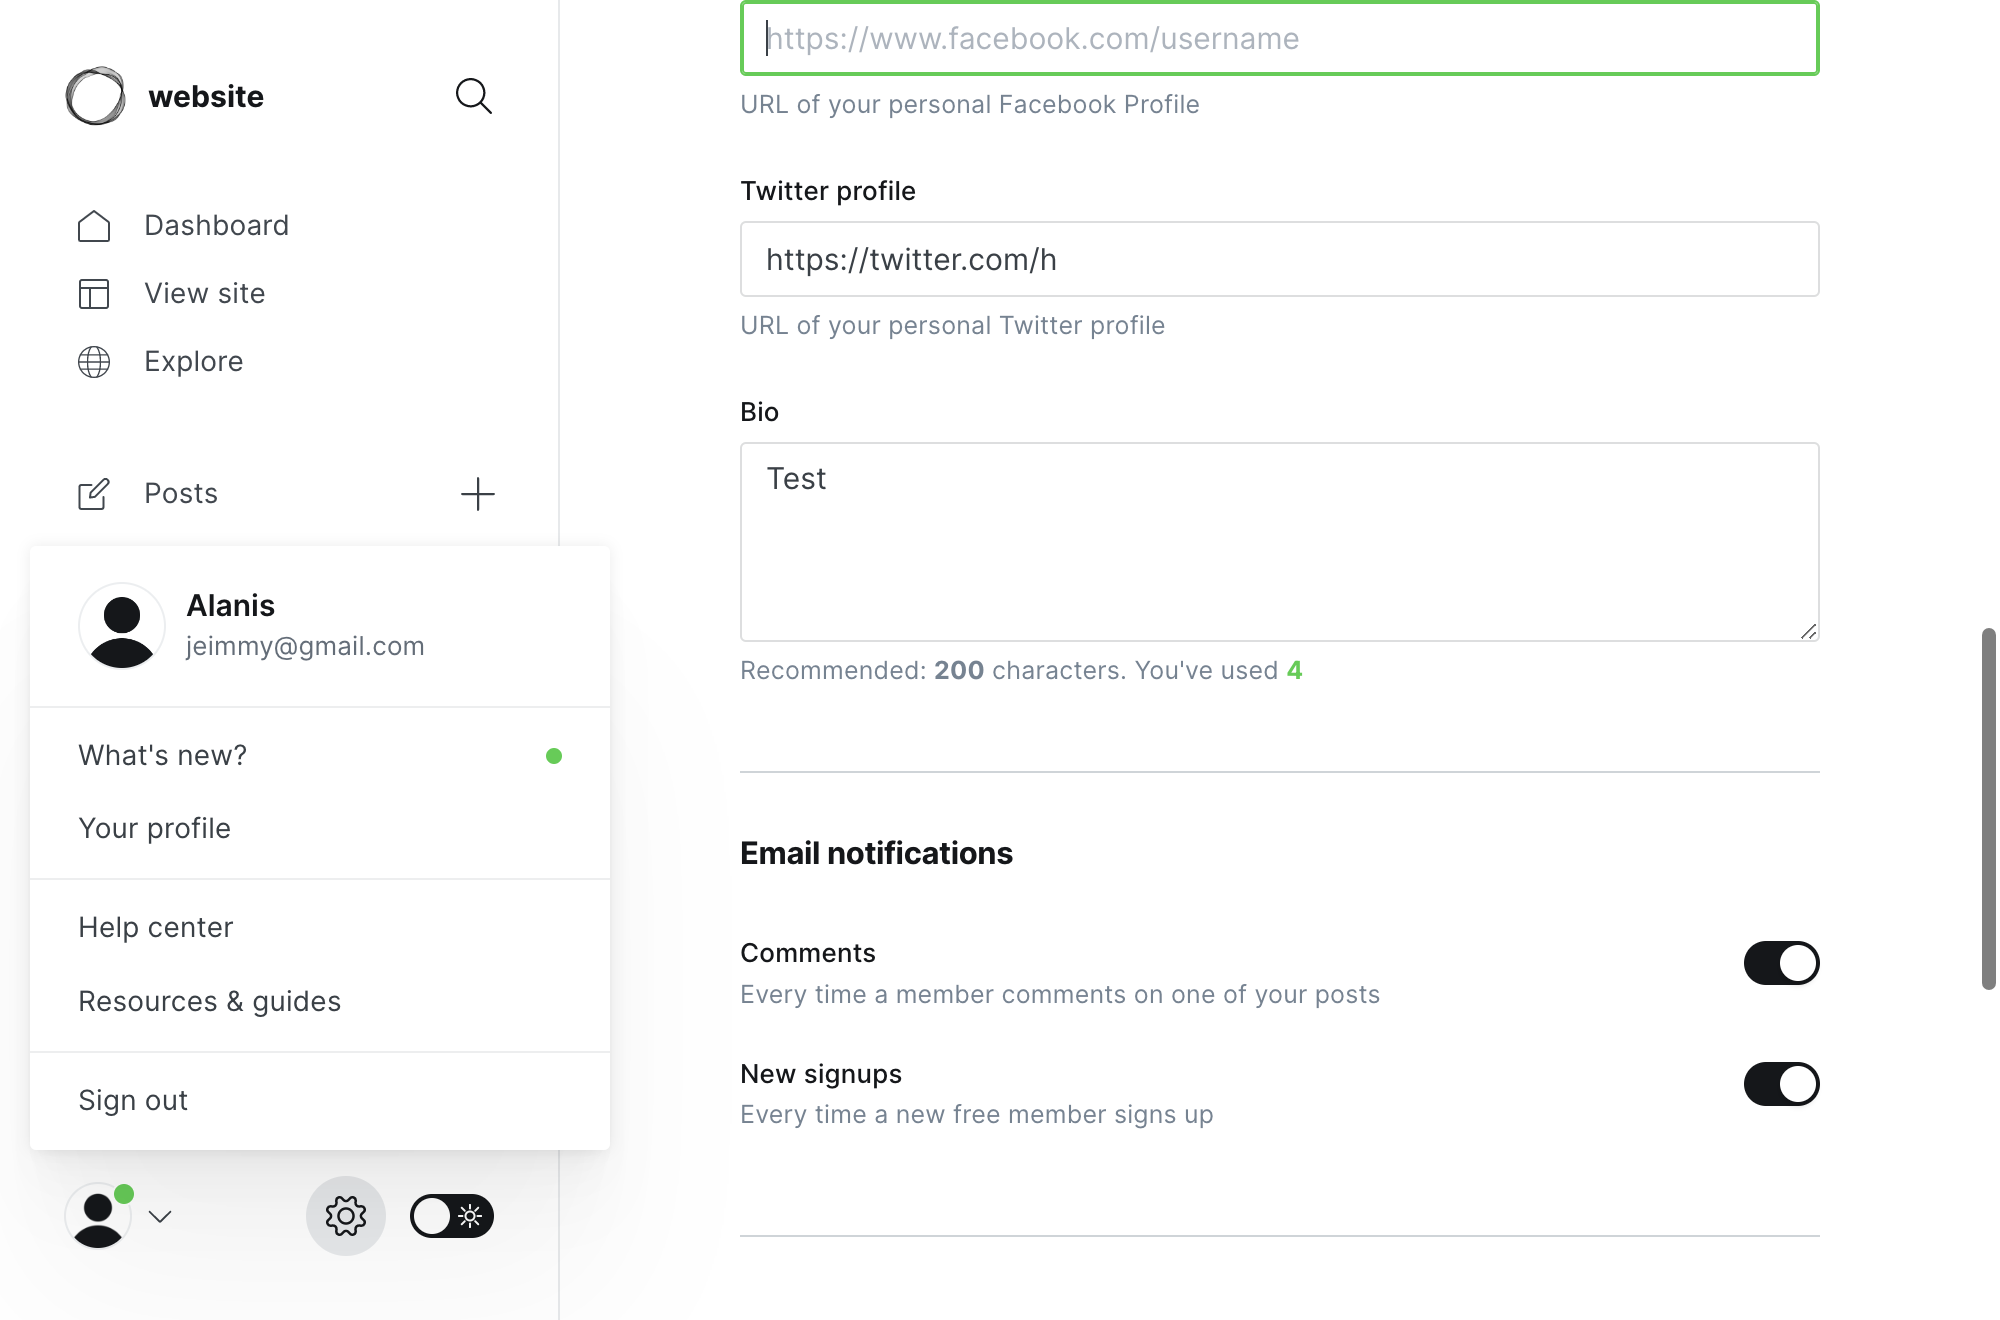 website
Dashboard
View site
Explore
Posts
Alanis
jeimmy@gmail.com
What's new?
Your profile
Help center
Resources & guides
Sign out
https://www.facebook.com/username
URL of your personal Facebook Profile
Twitter profile
https://twitter.com/h
URL of your personal Twitter profile
Bio
Test
Recommended: 200 characters. You've used 4
Email notifications
Comments
Every time a member comments on one of your posts
New signups
Every time a new free member signs up